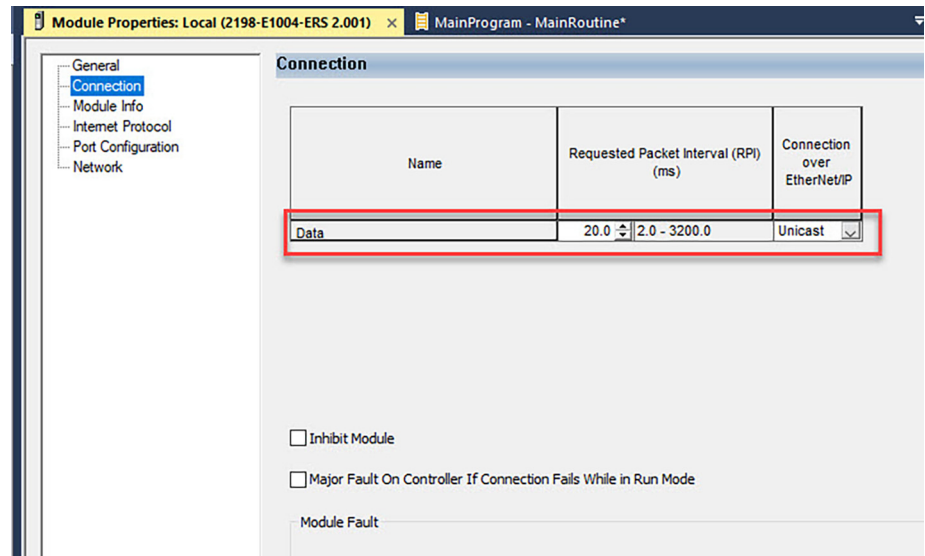 Module Properties: Local (2198-E1004-ERS 2.001) MainProgram - MainRoutine*
General
Connection
Module Info
Internet Protocol
Port Configuration
Network
Connection
Name
Requested Packet Interval (RPI)
(ms)
Connection
over
EtherNet/IP
Data 20.0 2.0 - 3200.0 Unicast
Inhibit Module
Major Fault On Controller If Connection Fails While in Run Mode
Module Fault